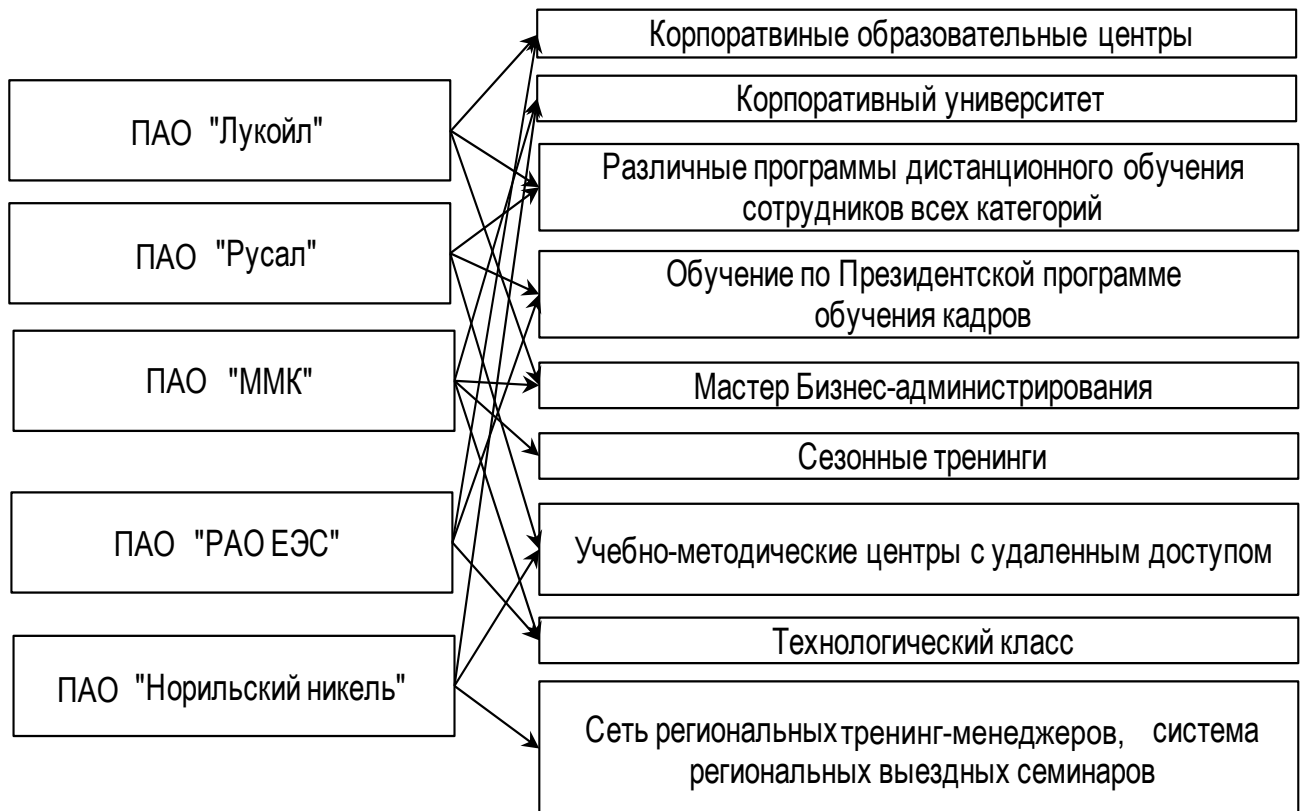 ПАО "Лукойл"
ПАО "Русал"
ПАО "ММК"
ПАО "РАО ЕЭС"
ПАО "Норильский никель"
Корпоратвиные образовательные центры
Корпоративный университет
Различные программы дистанционного обучения
сотрудников всех категорий
Обучение по Президентской программе
обучения кадров
Мастер Бизнес-администрирования
Сезонные тренинги
Учебно-методические центры с удаленным доступом
Технологический класс
Сеть региональных тренинг-менеджеров, система
региональных выездных семинаров